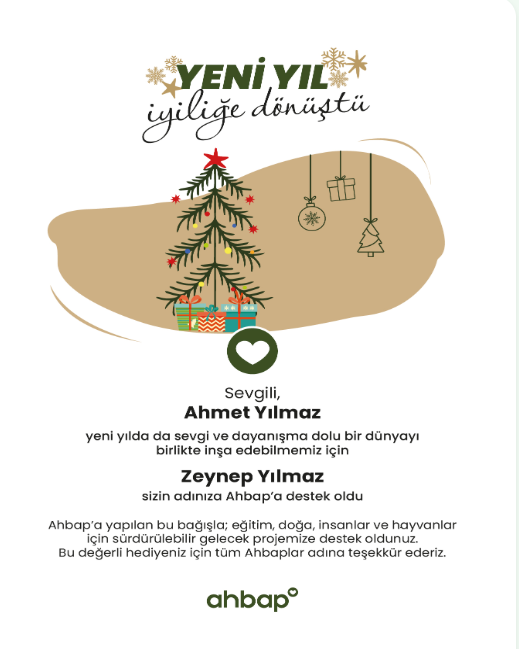 YENİ YIL
iyiliğe dönüştü
Sevgili,
Ahmet Yılmaz
yeni yılda da sevgi ve dayanışma dolu bir dünyayı
birlikte inşa edebilmemiz için
Zeynep Yılmaz
sizin adınıza Ahbap’a destek oldu
Ahbap’a yapılan bu bağışla; eğitim, doğa, insanlar ve hayvanlar
için sürdürülebilir gelecek projemize destek oldunuz.
Bu değerli hediyeniz için tüm Ahbaplar adına teşekkür ederiz.
ahbap